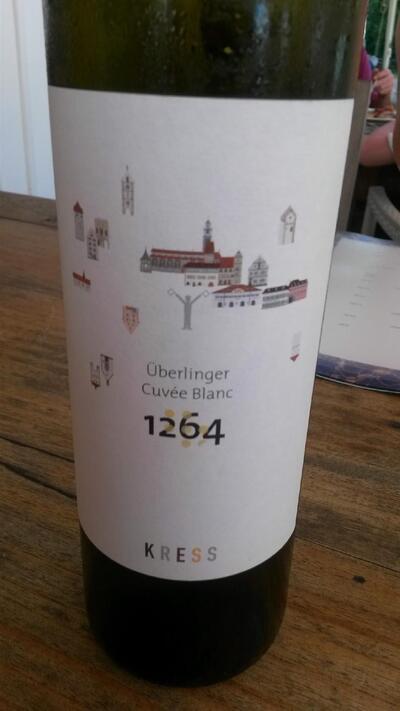 Überlinger
Cuvée Blanc
1264
KRESS